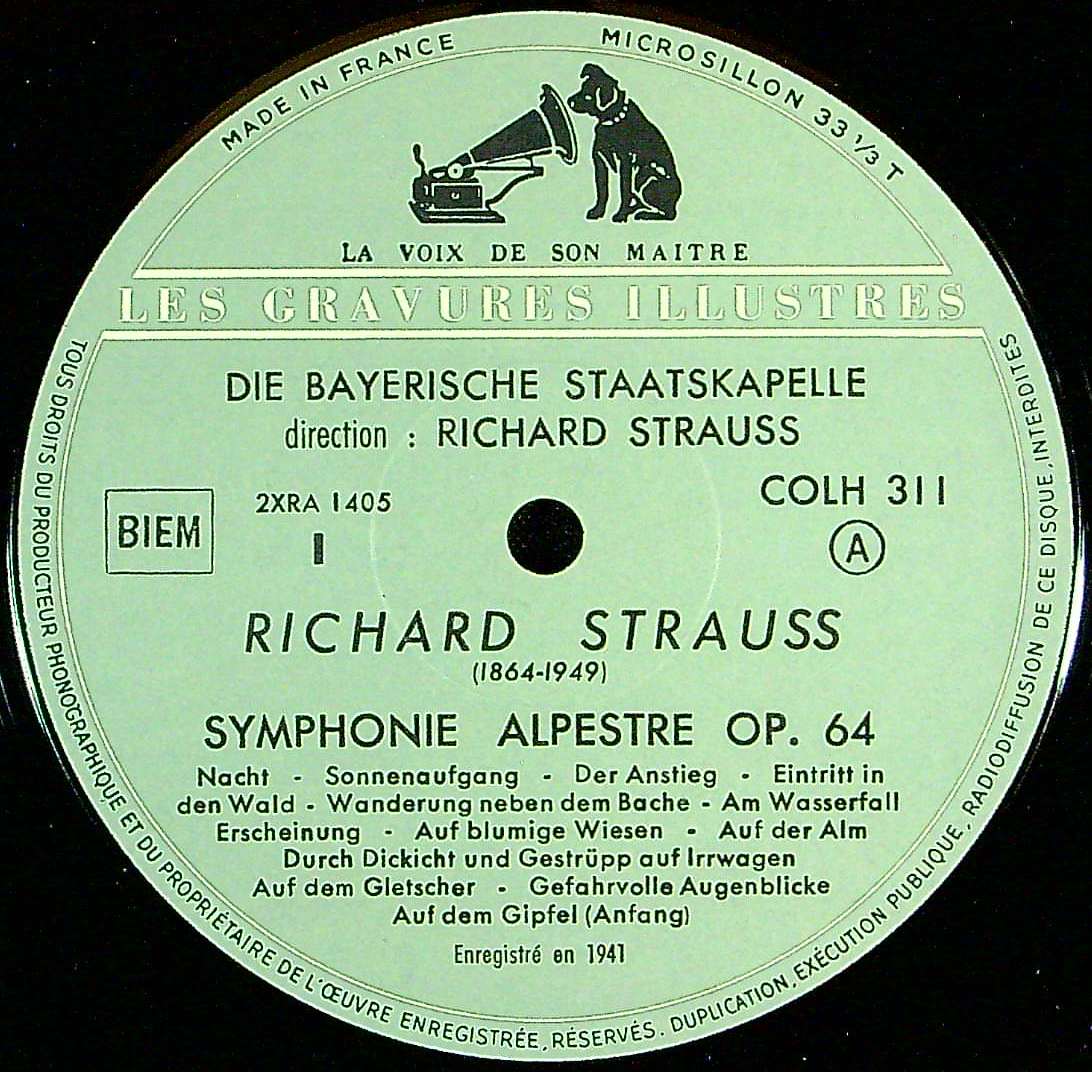 MADE IN FRANCE
MICROSILLON 33 1/3 T
LA VOIX DE SON MAITRE
LES GRAVURES ILLUSTRES
DIE BAYERISCHE STAATSKAPELLE
direction : RICHARD STRAUSS
2XRA 1405
COLH 311
BIEM
I
A
RICHARD STRAUSS
(1864-1949)
SYMPHONIE ALPESTRE OP. 64
Nacht - Sonnenaufgang - Der Anstieg - Eintritt in
den Wald - Wanderung neben dem Bache - Am Wasserfall
Erscheinung - Auf blumige Wiesen - Auf der Alm
Durch Dickicht und Gestrüpp auf Irrwagen
Auf dem Gletscher - Gefahrvolle Augenblicke
Auf dem Gipfel (Anfang)
Enregistré en 1941
TOUS DROITS DU PRODUCTEUR PHONOGRAPHIQUE ET DU PROPRIÉTAIRE DE L'ŒUVRE ENREGISTRÉE, RÉSERVÉS. DUPLICATION, EXÉCUTION PUBLIQUE, RADIODIFFUSION DE CE DISQUE, INTERDITES